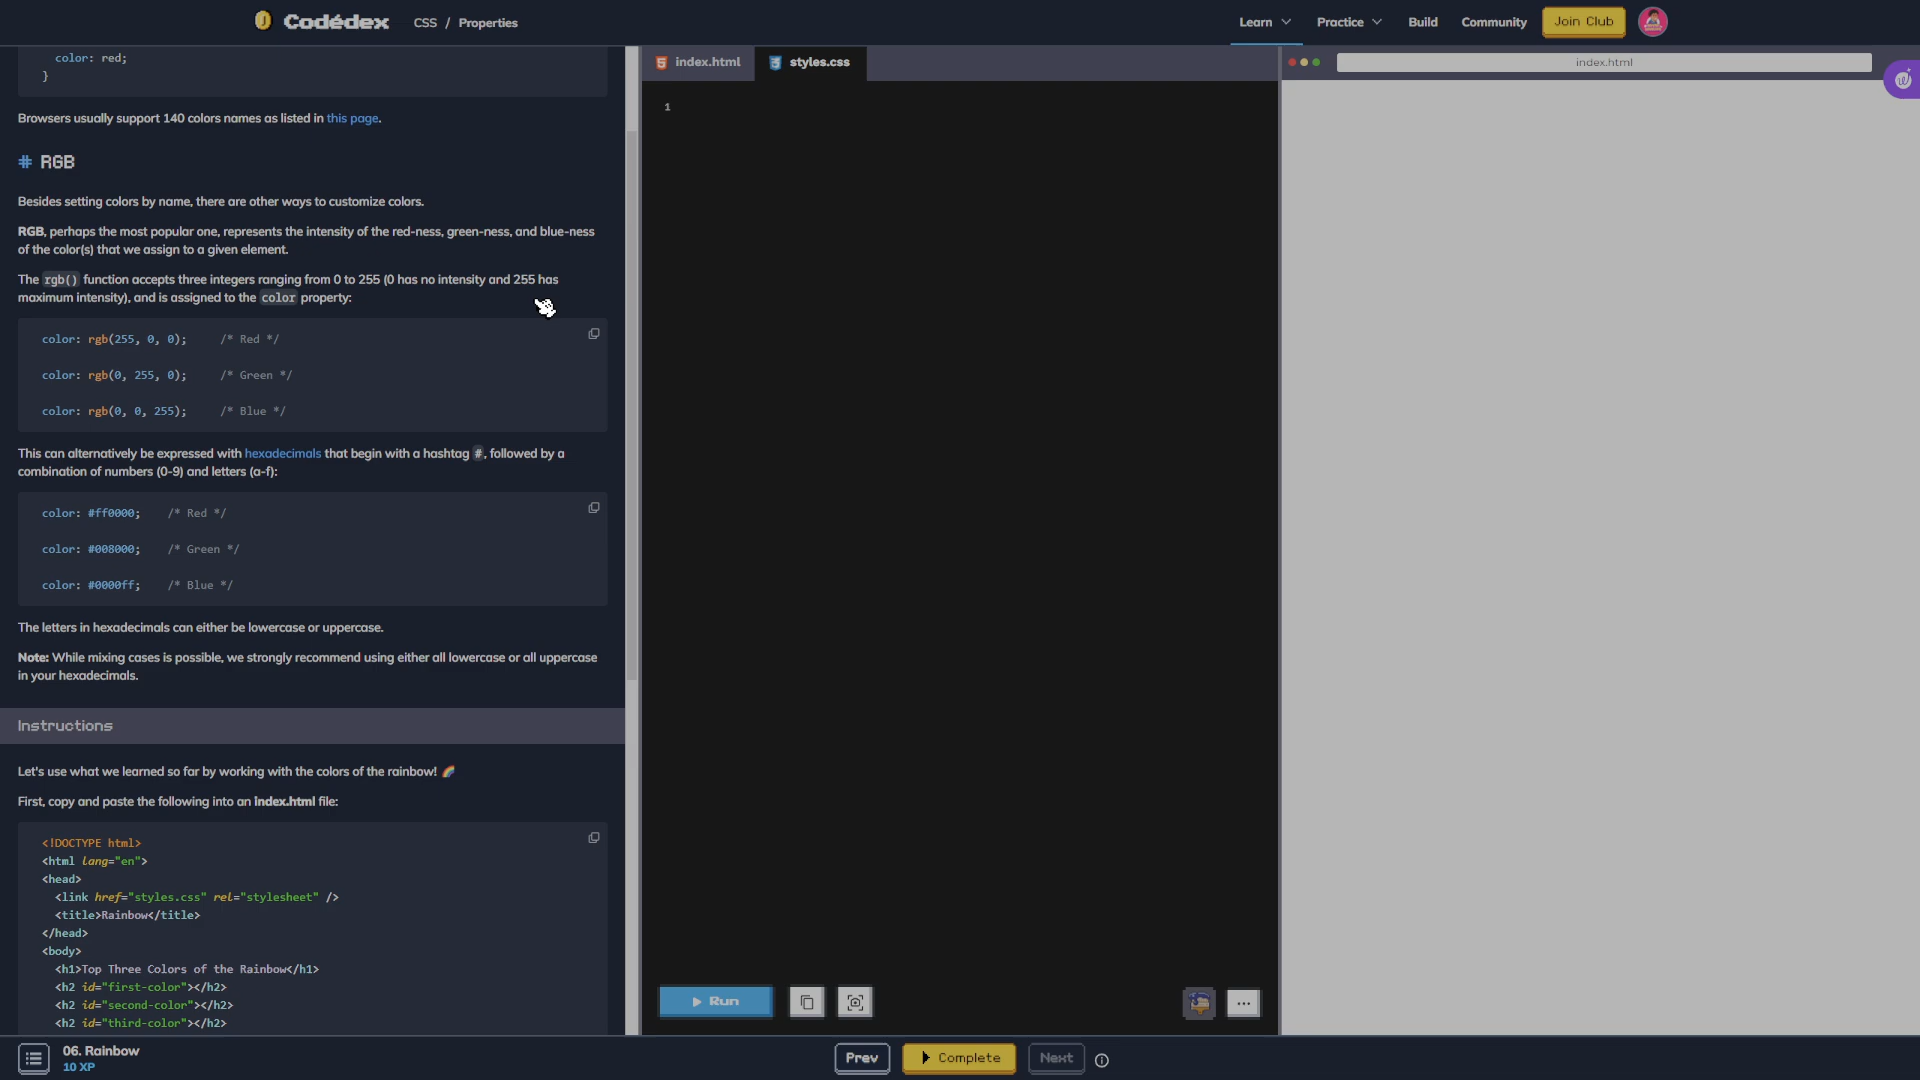 Codédex CSS / Properties Learn Practice Build Community Join Club
color: red;
}
Browsers usually support 140 colors names as listed in this page.
# RGB
Besides setting colors by name, there are other ways to customize colors.
RGB, perhaps the most popular one, represents the intensity of the red-ness, green-ness, and blue-ness
of the color(s) that we assign to a given element.
The rgb() function accepts three integers ranging from 0 to 255 (0 has no intensity and 255 has
maximum intensity), and is assigned to the color property:
color: rgb(255, 0, 0); /* Red */
color: rgb(0, 255, 0); /* Green */
color: rgb(0, 0, 255); /* Blue */
This can alternatively be expressed with hexadecimals that begin with a hashtag #, followed by a
combination of numbers (0-9) and letters (a-f):
color: #ff0000; /* Red */
color: #008000; /* Green */
color: #0000ff; /* Blue */
The letters in hexadecimals can either be lowercase or uppercase.
Note: While mixing cases is possible, we strongly recommend using either all lowercase or all uppercase
in your hexadecimals.
Instructions
Let's use what we learned so far by working with the colors of the rainbow! 🌈
First, copy and paste the following into an index.html file:
<!DOCTYPE html>
<html lang="en">
<head>
<link href="styles.css" rel="stylesheet" />
<title>Rainbow</title>
</head>
<body>
<h1>Top Three Colors of the Rainbow</h1>
<h2 id="first-color"></h2>
<h2 id="second-color"></h2>
<h2 id="third-color"></h2>
index.html styles.css
1
Run
index.html
06. Rainbow
10 XP
Prev Complete Next